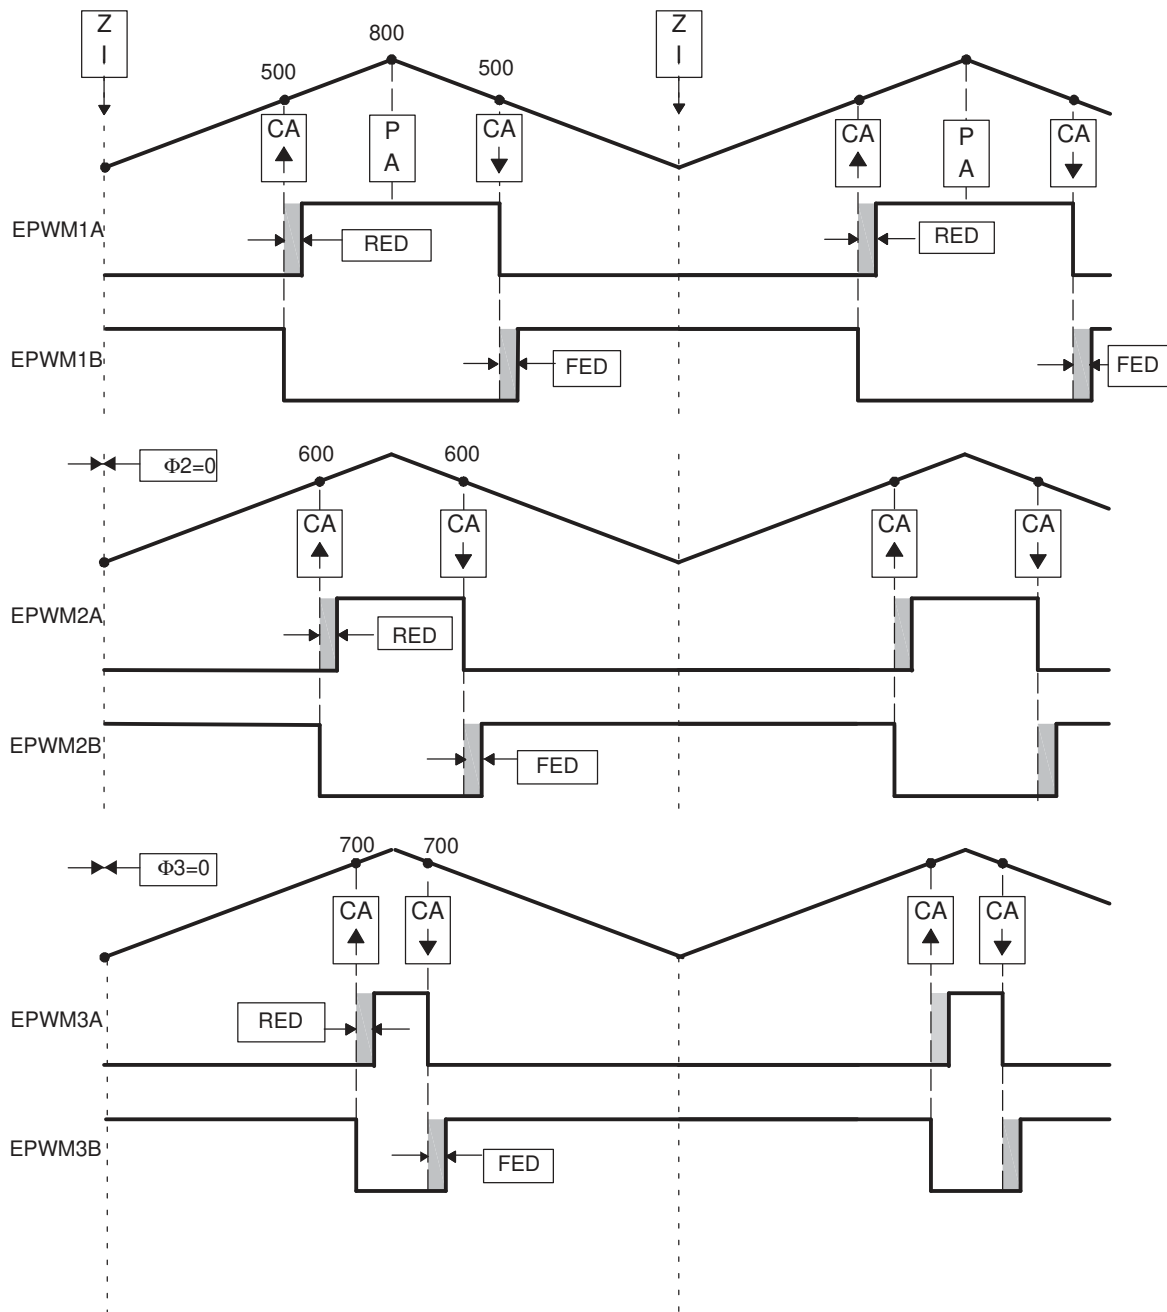 Z
I
800
500
500
Z
I
CA
P
A
CA
CA
P
A
CA
EPWM1A
RED
RED
EPWM1B
FED
FED
Φ2=0
600
600
CA
CA
CA
CA
EPWM2A
RED
EPWM2B
FED
Φ3=0
700
700
CA
CA
CA
CA
EPWM3A
RED
EPWM3B
FED